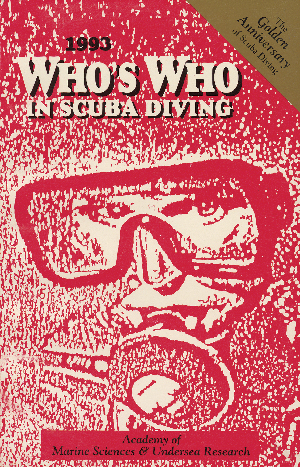 1993
WHO'S WHO
IN SCUBA DIVING
The
Golden
Anniversary
of Scuba Diving
Academy of
Marine Sciences & Undersea Research